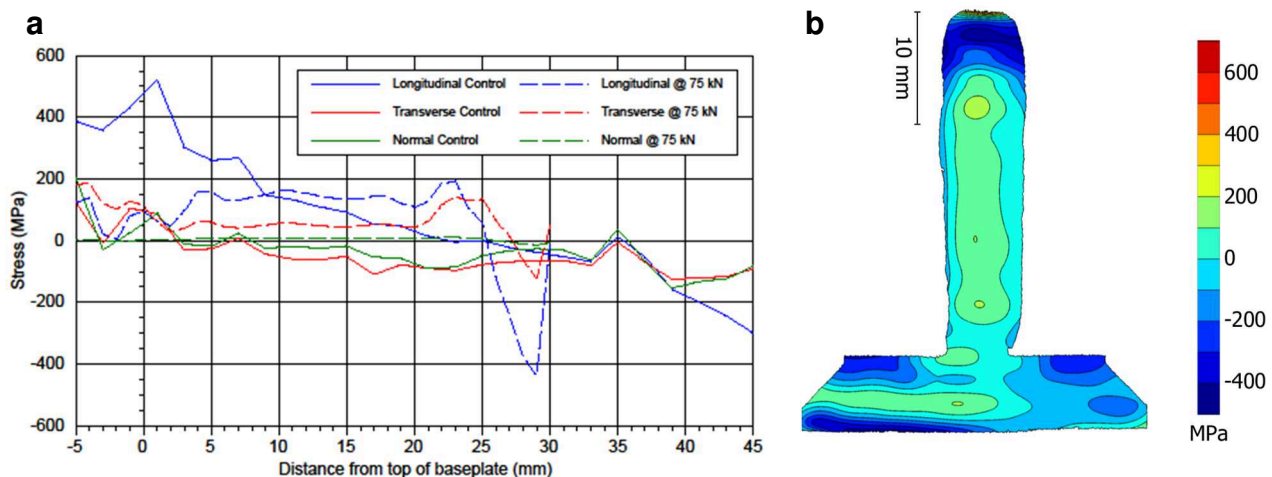 a
600
400
200
0
-200
-400
-600
Stress (MPa)
Longitudinal Control
Longitudinal @ 75 kN
Transverse Control
Transverse @ 75 kN
Normal Control
Normal @ 75 kN
-5 0 5 10 15 20 25 30 35 40 45
Distance from top of baseplate (mm)
b
10 mm
600
400
200
0
-200
-400
MPa